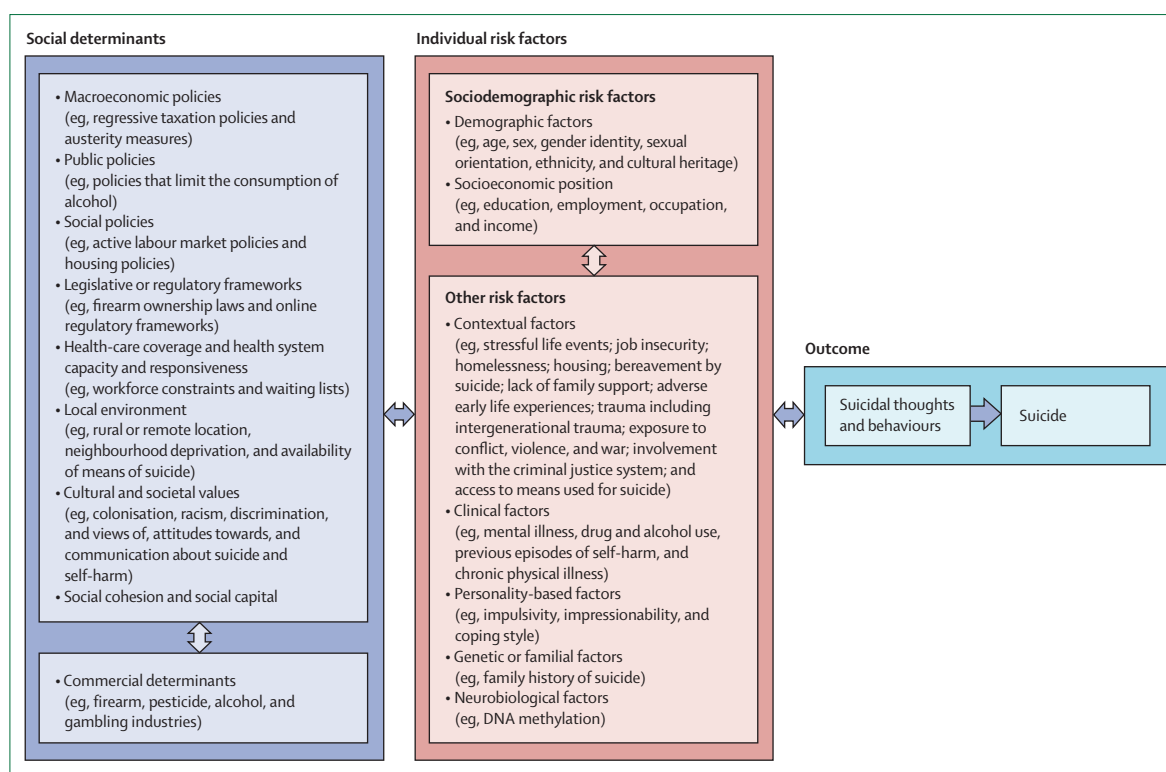 Social determinants
• Macroeconomic policies
(eg, regressive taxation policies and
austerity measures)
• Public policies
(eg, policies that limit the consumption of
alcohol)
• Social policies
(eg, active labour market policies and
housing policies)
• Legislative or regulatory frameworks
(eg, firearm ownership laws and online
regulatory frameworks)
• Health-care coverage and health system
capacity and responsiveness
(eg, workforce constraints and waiting lists)
• Local environment
(eg, rural or remote location,
neighbourhood deprivation, and availability
of means of suicide)
• Cultural and societal values
(eg, colonisation, racism, discrimination,
and views of, attitudes towards, and
communication about suicide and
self-harm)
• Social cohesion and social capital
• Commercial determinants
(eg, firearm, pesticide, alcohol, and
gambling industries)
Individual risk factors
Sociodemographic risk factors
• Demographic factors
(eg, age, sex, gender identity, sexual
orientation, ethnicity, and cultural heritage)
• Socioeconomic position
(eg, education, employment, occupation,
and income)
Other risk factors
• Contextual factors
(eg, stressful life events; job insecurity;
homelessness; housing; bereavement by
suicide; lack of family support; adverse
early life experiences; trauma including
intergenerational trauma; exposure to
conflict, violence, and war; involvement
with the criminal justice system; and
access to means used for suicide)
• Clinical factors
(eg, mental illness, drug and alcohol use,
previous episodes of self-harm, and
chronic physical illness)
• Personality-based factors
(eg, impulsivity, impressionability, and
coping style)
• Genetic or familial factors
(eg, family history of suicide)
• Neurobiological factors
(eg, DNA methylation)
Outcome
Suicidal thoughts
and behaviours
Suicide